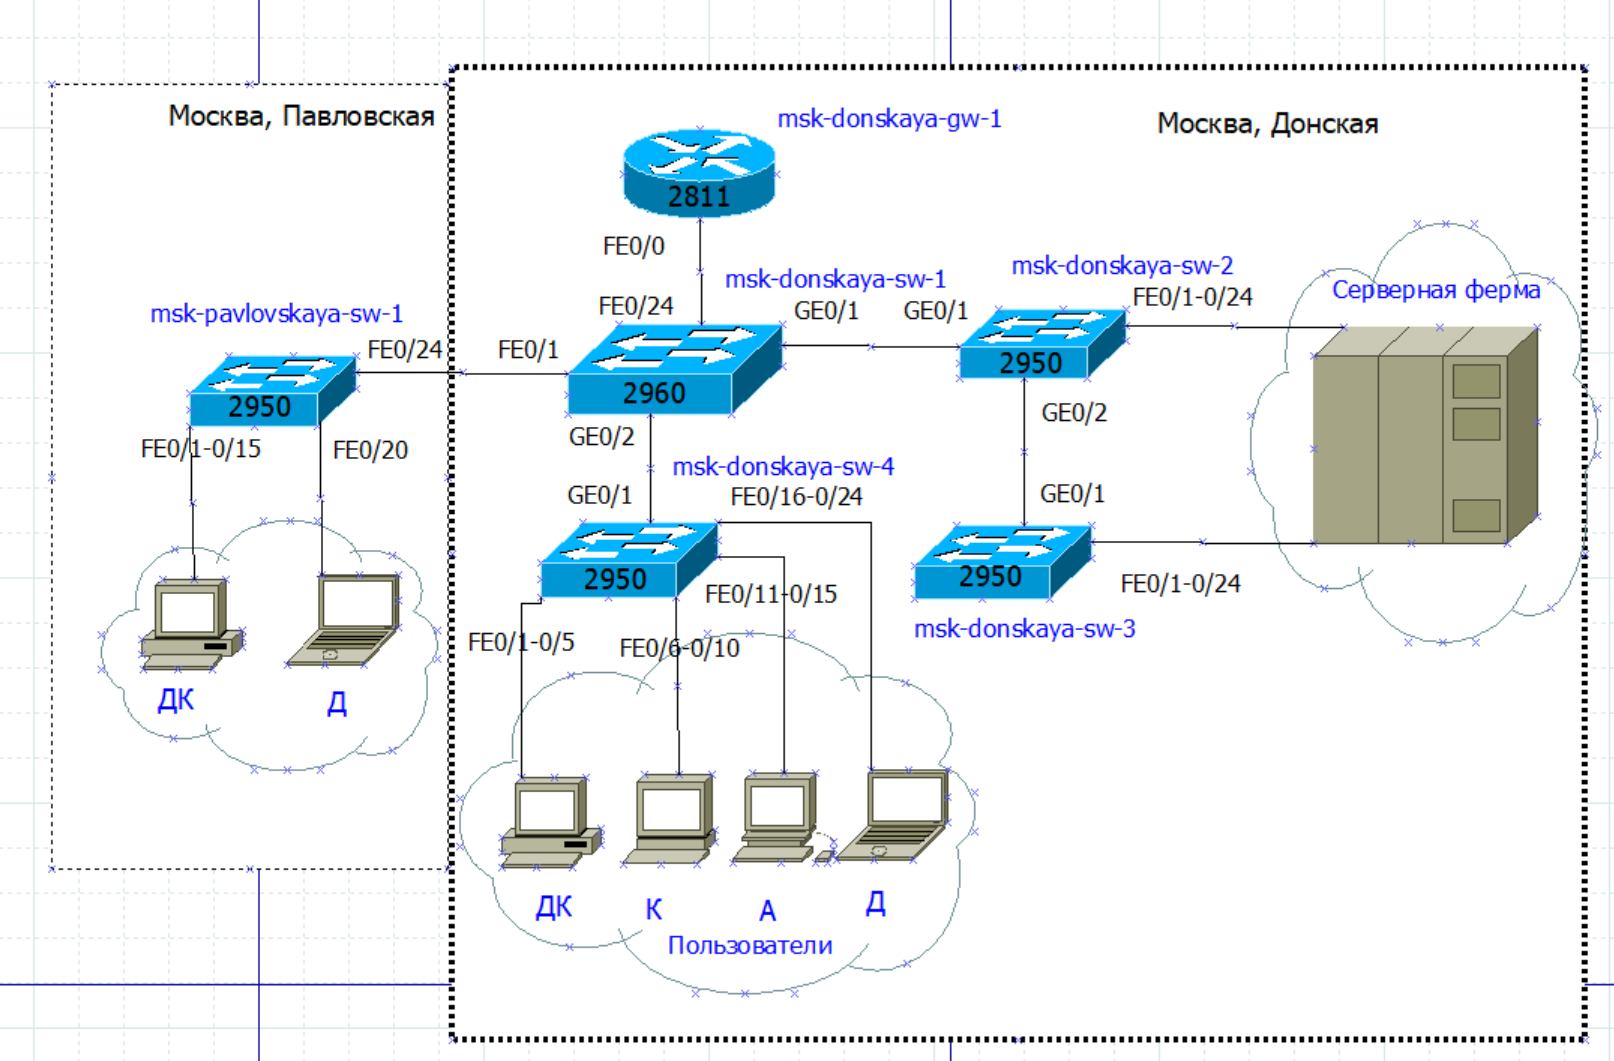 Москва, Павловская
msk-donskaya-gw-1
Москва, Донская
2811
FE0/0
msk-donskaya-sw-2
msk-donskaya-sw-1
Серверная ферма
FE0/1-0/24
FE0/24
GE0/1
GE0/1
msk-pavlovskaya-sw-1
FE0/24
FE0/1
2950
2960
2950
GE0/2
FE0/1-0/15
FE0/20
GE0/2
msk-donskaya-sw-4
GE0/1
FE0/16-0/24
GE0/1
2950
2950
FE0/1-0/24
FE0/11-0/15
msk-donskaya-sw-3
FE0/1-0/5
FE0/6-0/10
ДК
Д
ДК
К
А
Д
Пользователи